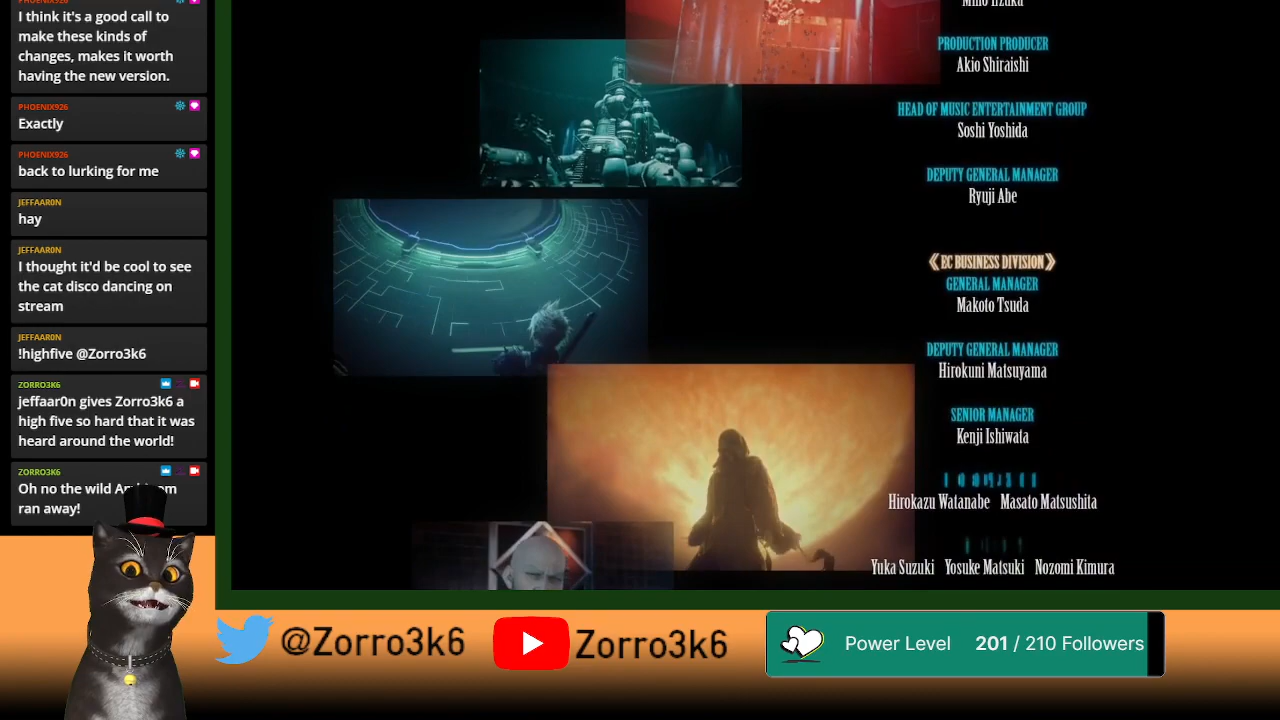 PHOENIX926
I think it's a good call to
make these kinds of
changes, makes it worth
having the new version.
PHOENIX926
Exactly
PHOENIX926
back to lurking for me
JEFFAAR0N
hay
JEFFAAR0N
I thought it'd be cool to see
the cat disco dancing on
stream
JEFFAAR0N
!highfive @Zorro3k6
ZORRO3K6
jeffaar0n gives Zorro3k6 a
high five so hard that it was
heard around the world!
ZORRO3K6
Oh no the wild
ran away!
Miho Iizuka
PRODUCTION PRODUCER
Akio Shiraishi
HEAD OF MUSIC ENTERTAINMENT GROUP
Soshi Yoshida
DEPUTY GENERAL MANAGER
Ryuji Abe
《EC BUSINESS DIVISION》
GENERAL MANAGER
Makoto Tsuda
DEPUTY GENERAL MANAGER
Hirokuni Matsuyama
SENIOR MANAGER
Kenji Ishiwata
Hirokazu Watanabe Masato Matsushita
Yuka Suzuki Yosuke Matsuki Nozomi Kimura
@Zorro3k6
Zorro3k6
Power Level 201 / 210 Followers